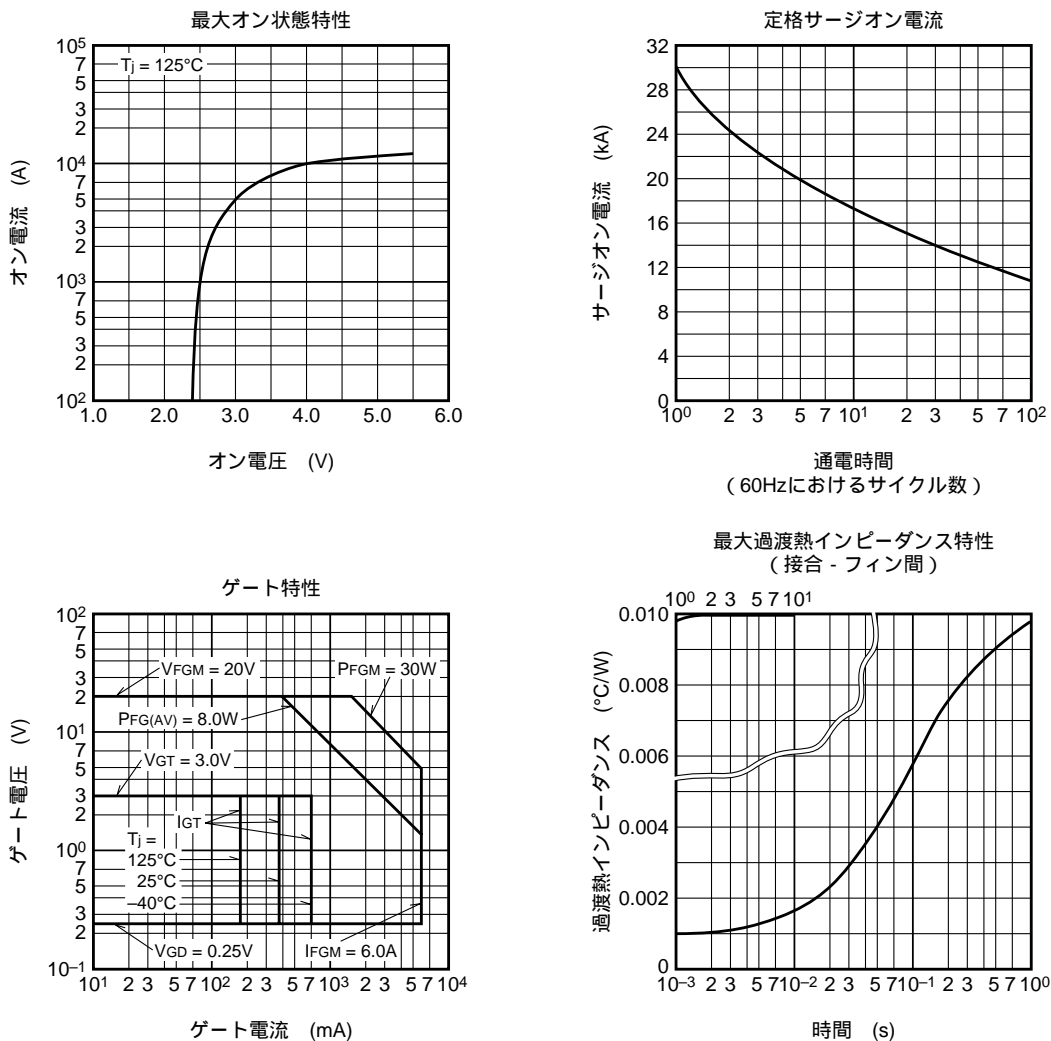 最大オン状態特性
10⁵
7
5
3
2
10⁴
7
5
3
2
10³
7
5
3
2
10²
Tj = 125°C
オン電流 (A)
1.0 2.0 3.0 4.0 5.0 6.0
オン電圧 (V)
定格サージオン電流
32
28
24
20
16
12
8
4
0
サージオン電流 (kA)
10⁰ 2 3 5 7 10¹ 2 3 5 7 10²
通電時間
(60Hzにおけるサイクル数)
ゲート特性
10²
7
5
3
2
10¹
7
5
3
2
10⁰
7
5
3
2
10⁻¹
ゲート電圧 (V)
VFGM = 20V
PFGM = 30W
PFG(AV) = 8.0W
VGT = 3.0V
IGT
Tj =
125°C
25°C
–40°C
VGD = 0.25V
IFGM = 6.0A
10¹ 2 3 5 7 10² 2 3 5 7 10³ 2 3 5 7 10⁴
ゲート電流 (mA)
最大過渡熱インピーダンス特性
(接合 - フィン間)
10⁰ 2 3 5 7 10¹
0.010
0.008
0.006
0.004
0.002
0
過渡熱インピーダンス (°C/W)
10⁻³ 2 3 5 7 10⁻² 2 3 5 7 10⁻¹ 2 3 5 7 10⁰
時間 (s)